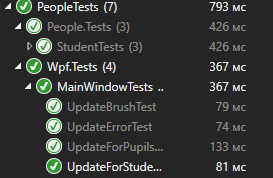 PeopleTests (7) 793 мс
People.Tests (3) 426 мс
StudentTests (3) 426 мс
Wpf.Tests (4) 367 мс
MainWindowTests .. 367 мс
UpdateBrushTest 79 мс
UpdateErrorTest 74 мс
UpdateForPupils... 133 мс
UpdateForStude... 81 мс